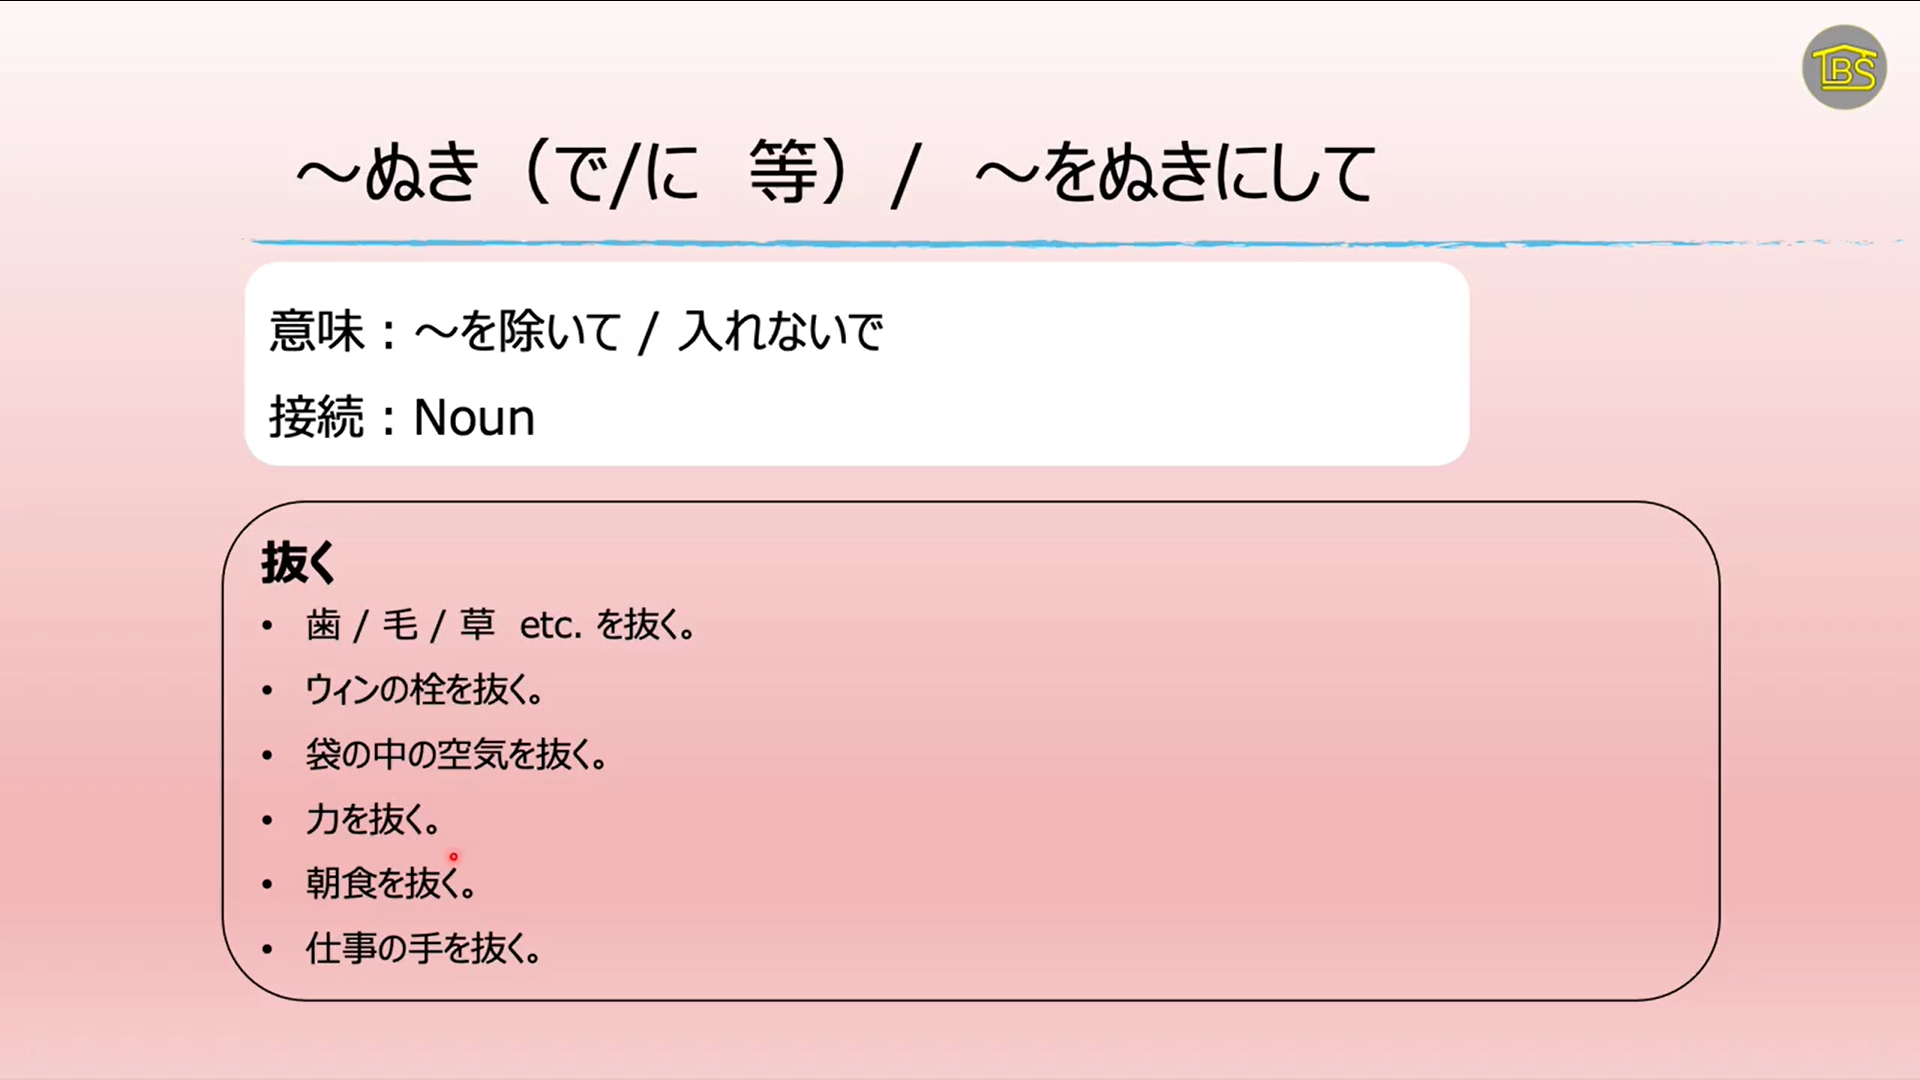 TBS
～ぬき（で/に 等）/ ～をぬきにして
意味：～を除いて / 入れないで
接続：Noun
抜く
• 歯 / 毛 / 草 etc. を抜く。
• ウィンの栓を抜く。
• 袋の中の空気を抜く。
• 力を抜く。
• 朝食を抜く。
• 仕事の手を抜く。